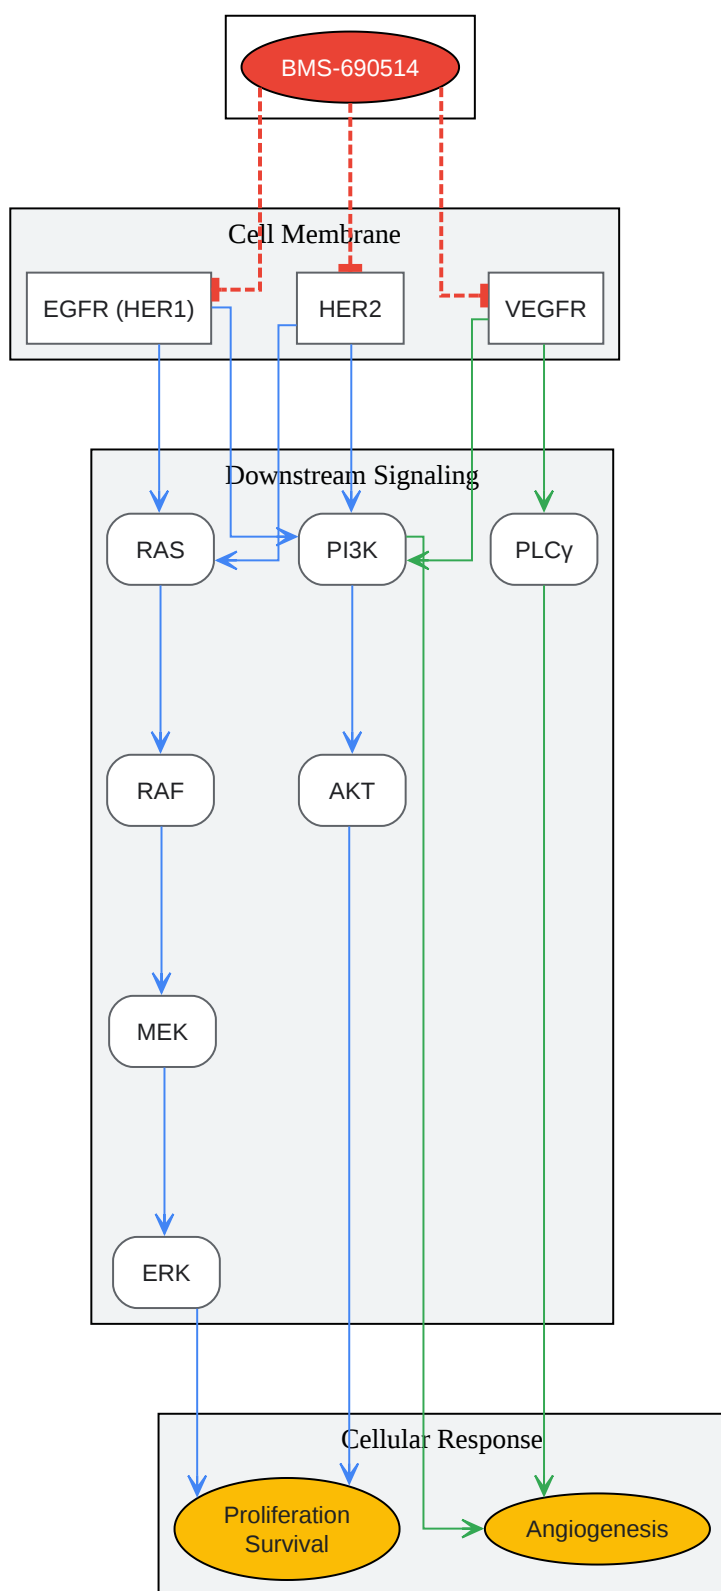 BMS-690514
Cell Membrane
EGFR (HER1)
HER2
VEGFR
Downstream Signaling
RAS
PI3K
PLCγ
RAF
AKT
MEK
ERK
Cellular Response
Proliferation
Survival
Angiogenesis